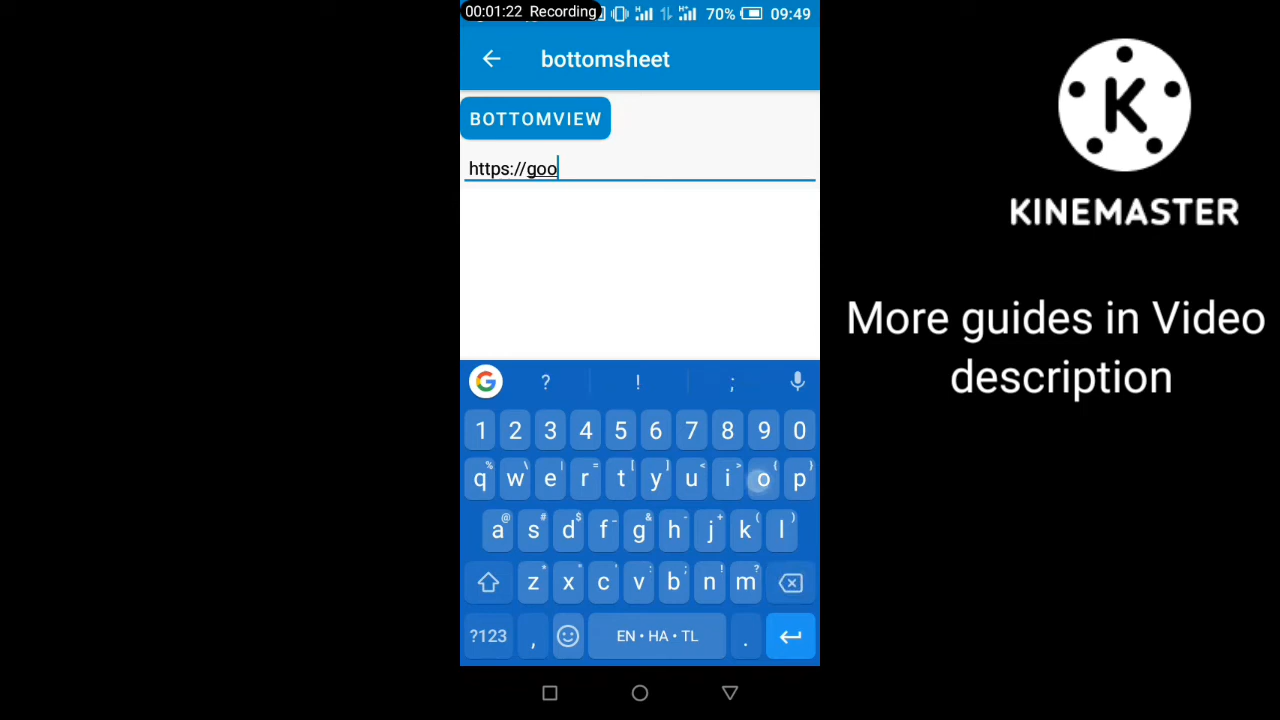 00:01:22 Recording
70%
09:49
bottomsheet
BOTTOMVIEW
https://goo
KINEMASTER
More guides in Video
description
? ! ;
1 2 3 4 5 6 7 8 9 0
q w e r t y u i o p
a s d f g h j k l
z x c v b n m
?123 , EN • HA • TL .